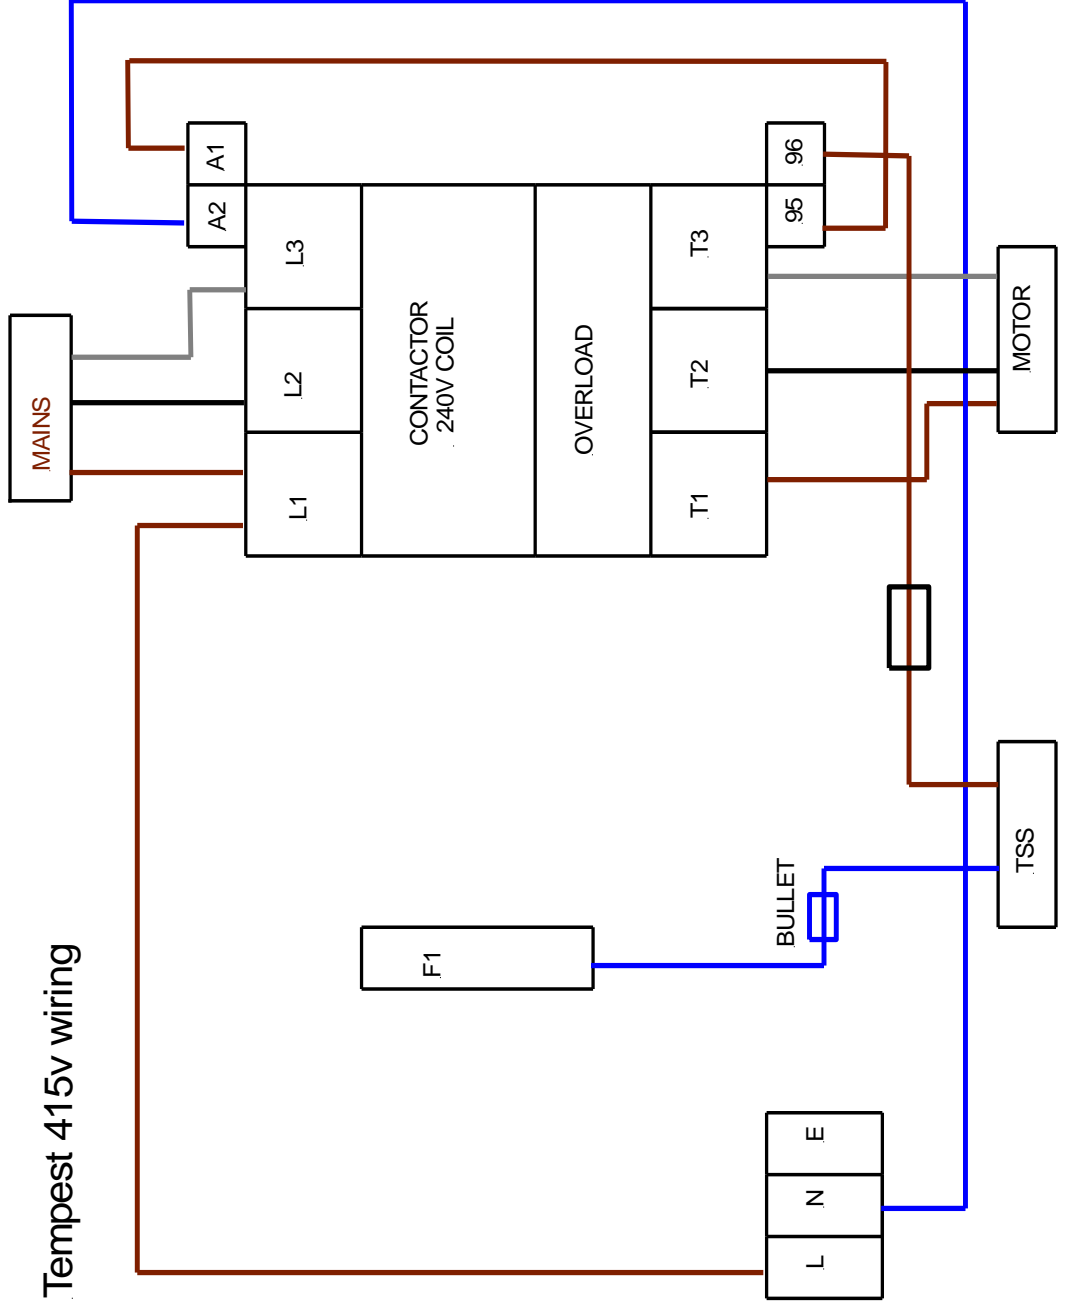 Tempest 415v wiring
MAINS
A1
A2
L3
L2
L1
CONTACTOR
240V COIL
OVERLOAD
T3
T2
T1
96
95
MOTOR
TSS
BULLET
F1
E
N
L